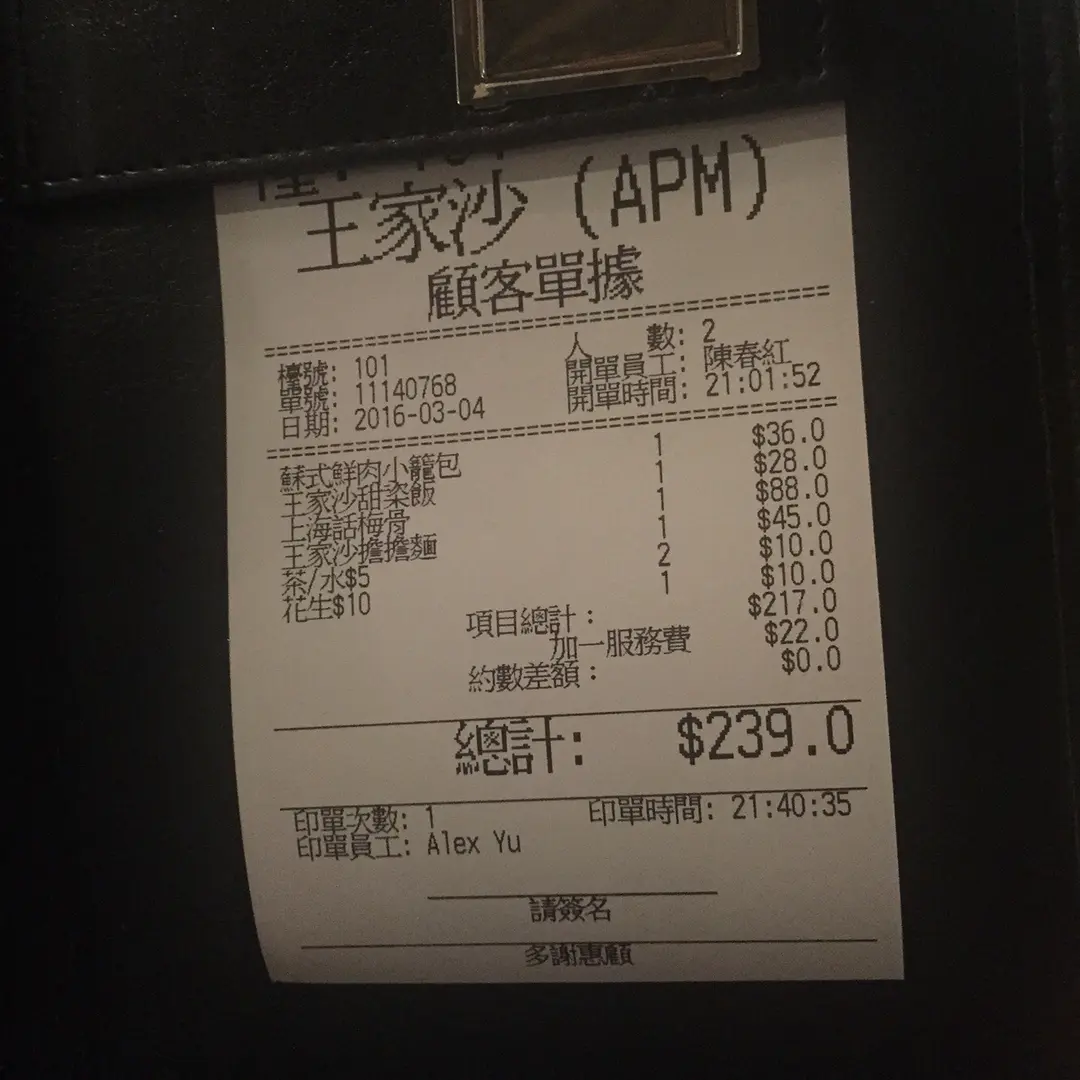 王家沙 (APM)
顧客單據
檯號: 101 人 數: 2
單號: 11140768 開單員工: 陳春紅
日期: 2016-03-04 開單時間: 21:01:52
蘇式鮮肉小籠包 1 $36.0
王家沙甜粢飯 1 $28.0
上海話梅骨 1 $88.0
王家沙擔擔麵 1 $45.0
茶/水$5 2 $10.0
花生$10 1 $10.0
項目總計: $217.0
加一服務費 $22.0
約數差額: $0.0
總計: $239.0
印單次數: 1 印單時間: 21:40:35
印單員工: Alex Yu
請簽名
多謝惠顧